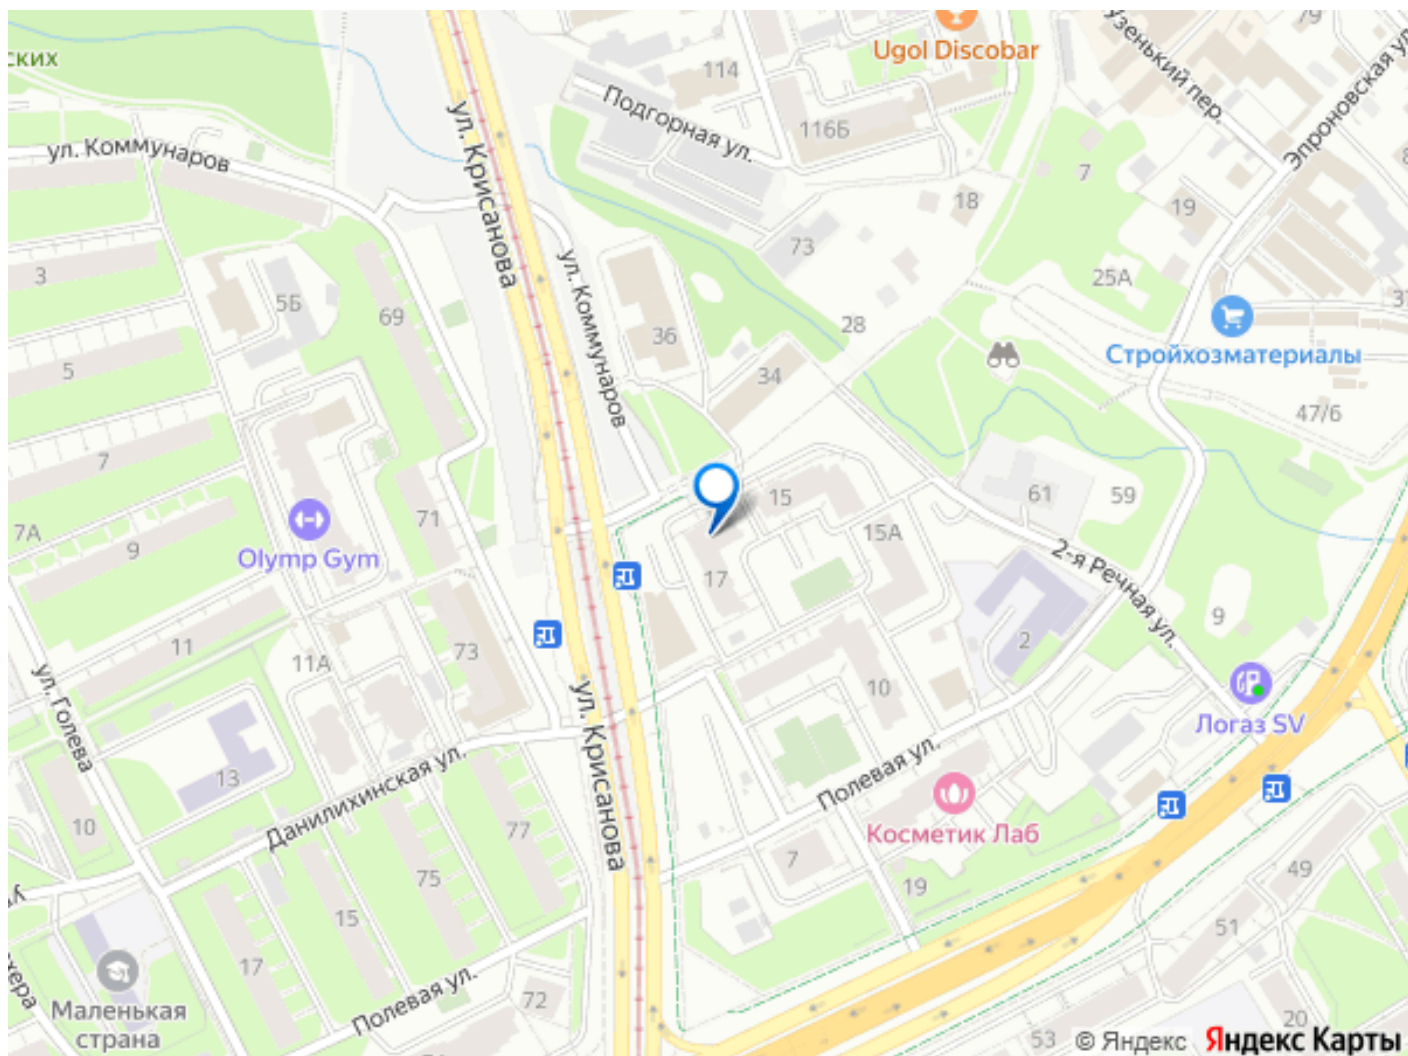 Ugol Discobar
ских
114
79
Подгорная ул.
116Б
Узенький пер.
Эпроновская ул.
ул. Коммунаров
ул. Крисанова
7
18
19
8
73
3
5Б
69
ул. Коммунаров
25А
37
36
28
Стройхозматериалы
5
34
47/6
7
15
61
59
7А
9
71
15А
Olymp Gym
17
2-я Речная ул.
9
2
11
11А
73
10
ул. Голева
ул. Крисанова
Логаз SV
13
Данилихинская ул.
Полевая ул.
10
77
Косметик Лаб
7
75
19
49
15
51
17
Полевая ул.
72
Маленькая
страна
хера
20
53
© Яндекс Яндекс Карты